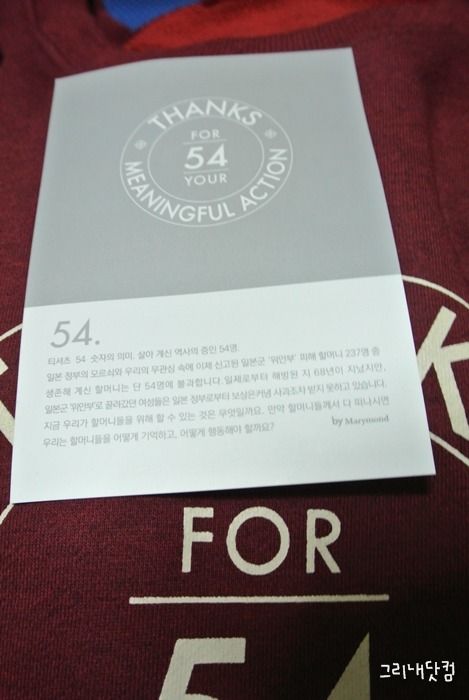 THANKS
FOR
54
YOUR
MEANINGFUL ACTION
54.
티셔츠 54 숫자의 의미. 살아 계신 역사의 증인 54명.
일본 정부의 모르쇠와 우리의 무관심 속에 이제 신고된 일본군 '위안부' 피해 할머니 237명 중
생존해 계신 할머니는 단 54명에 불과합니다. 일제로부터 해방된 지 68년이 지났지만,
일본군 '위안부'로 끌려갔던 여성들은 일본 정부로부터 보상은커녕 사과조차 받지 못하고 있습니다.
지금 우리가 할머니들을 위해 할 수 있는 것은 무엇일까요. 만약 할머니들께서 다 떠나시면
우리는 할머니들을 어떻게 기억하고, 어떻게 행동해야 할까요?
by Marymond
K
FOR
54
그리내닷컴